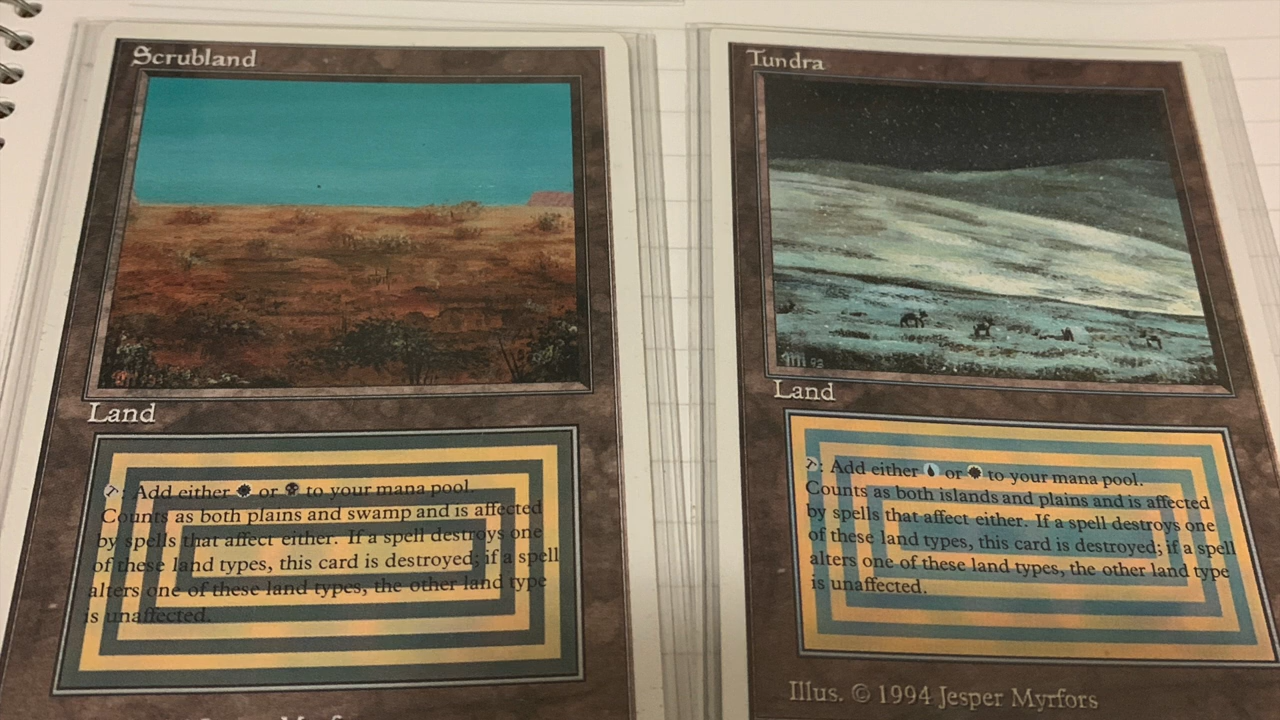 Scrubland
Land
: Add either or to your mana pool.
Counts as both plains and swamp and is affected
by spells that affect either. If a spell destroys one
of these land types, this card is destroyed; if a spell
alters one of these land types, the other land type
is unaffected.
Tundra
Land
: Add either or to your mana pool.
Counts as both islands and plains and is affected
by spells that affect either. If a spell destroys one
of these land types, this card is destroyed; if a spell
alters one of these land types, the other land type
is unaffected.
Illus. © 1994 Jesper Myrfors